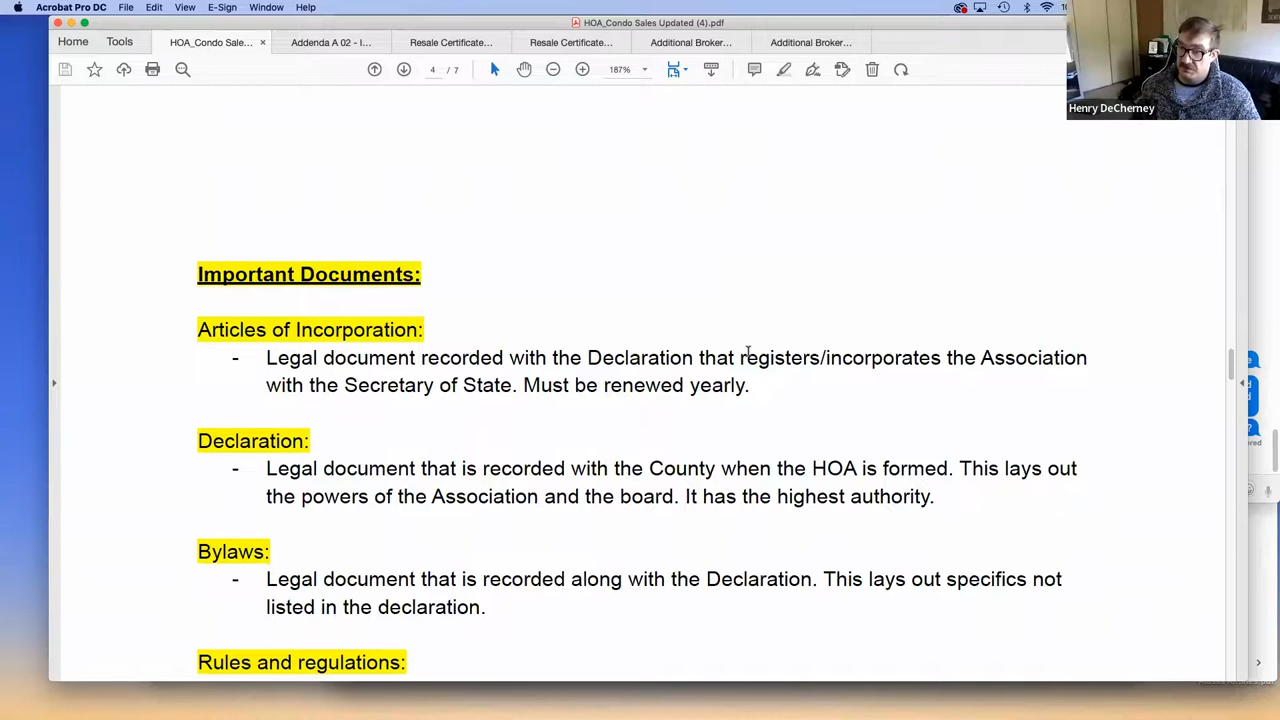 Acrobat Pro DC File Edit View E-Sign Window Help
HOA_Condo Sales Updated (4).pdf
Home Tools HOA_Condo Sale... × Addenda A 02 - I... Resale Certificate... Resale Certificate... Additional Broker... Additional Broker...
4 / 7 187%
Henry DeCherney
Important Documents:
Articles of Incorporation:
- Legal document recorded with the Declaration that registers/incorporates the Association
with the Secretary of State. Must be renewed yearly.
Declaration:
- Legal document that is recorded with the County when the HOA is formed. This lays out
the powers of the Association and the board. It has the highest authority.
Bylaws:
- Legal document that is recorded along with the Declaration. This lays out specifics not
listed in the declaration.
Rules and regulations: